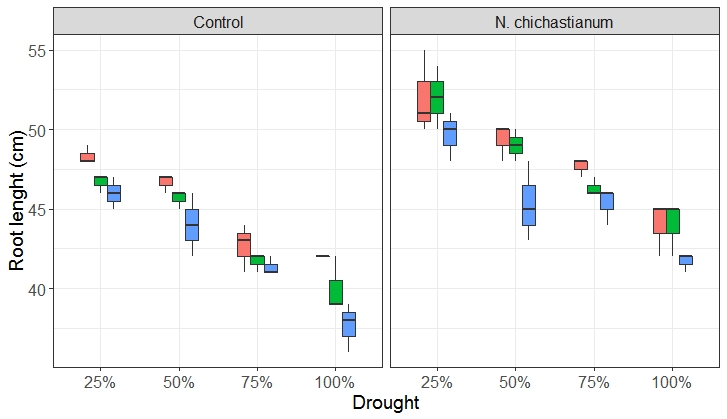 Control N. chichastianum
Root lenght (cm)
55
50
45
40
25% 50% 75% 100% 25% 50% 75% 100%
Drought